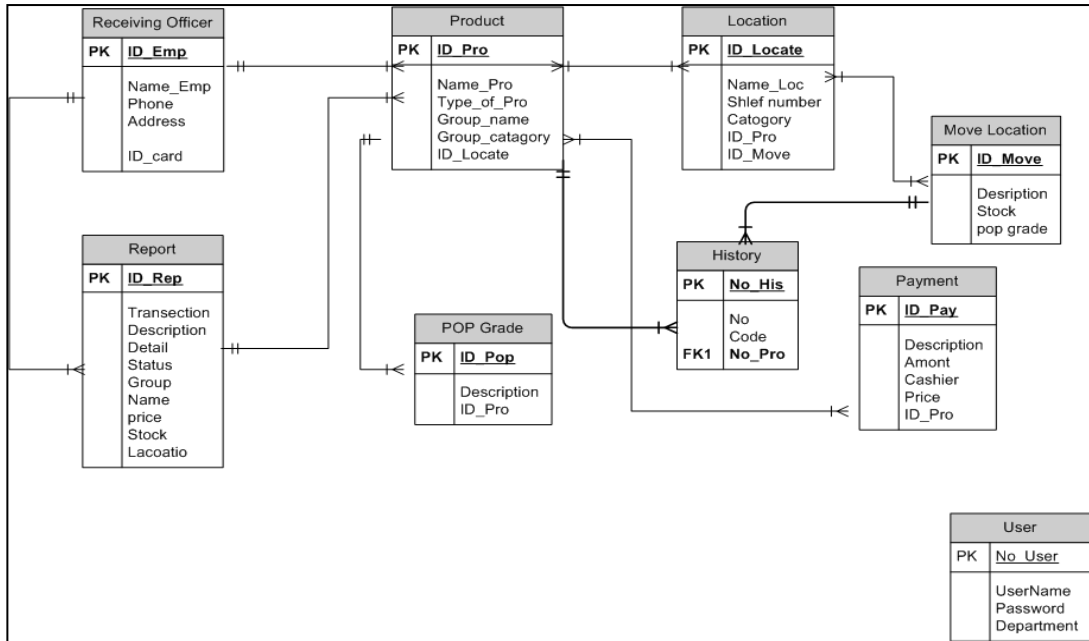 Receiving Officer
PK ID_Emp
Name_Emp
Phone
Address
ID_card
Product
PK ID_Pro
Name_Pro
Type_of_Pro
Group_name
Group_catagory
ID_Locate
Location
PK ID_Locate
Name_Loc
Shlef number
Catogory
ID_Pro
ID_Move
Move Location
PK ID_Move
Desription
Stock
pop grade
Report
PK ID_Rep
Transection
Description
Detail
Status
Group
Name
price
Stock
Lacoatio
POP Grade
PK ID_Pop
Description
ID_Pro
History
PK No_His
No
Code
FK1 No_Pro
Payment
PK ID_Pay
Description
Amont
Cashier
Price
ID_Pro
User
PK No_User
UserName
Password
Department